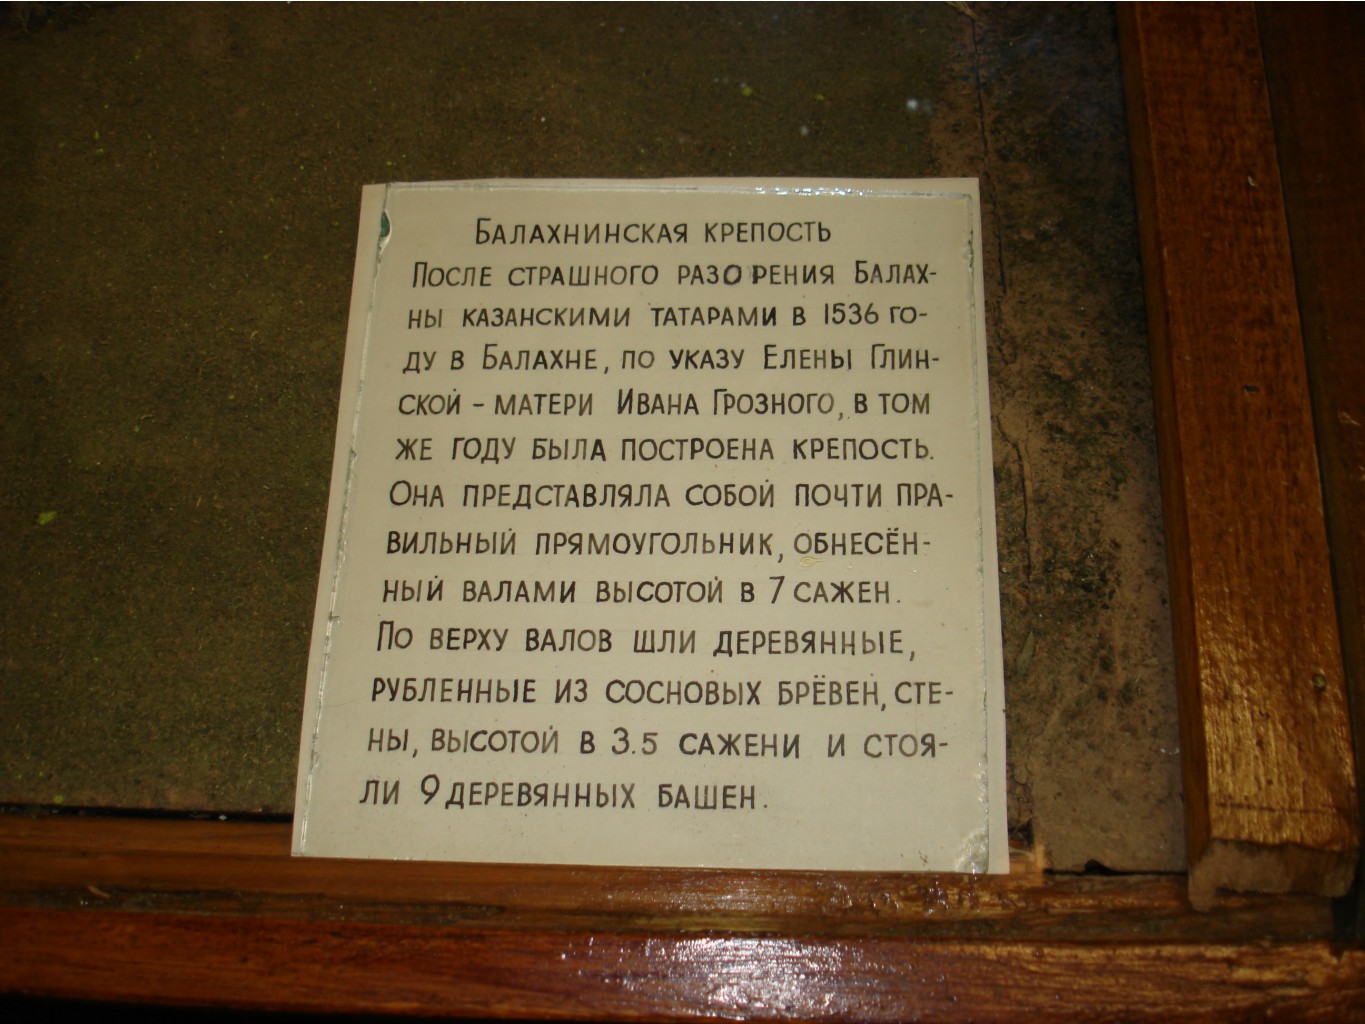 Балахнинская крепость
После страшного разорения Балах-
ны казанскими татарами в 1536 го-
ду в Балахне, по указу Елены Глин-
ской - матери Ивана Грозного, в том
же году была построена крепость.
Она представляла собой почти пра-
вильный прямоугольник, обнесён-
ный валами высотой в 7 сажен.
По верху валов шли деревянные,
рубленные из сосновых брёвен, сте-
ны, высотой в 3.5 сажени и стоя-
ли 9 деревянных башен.